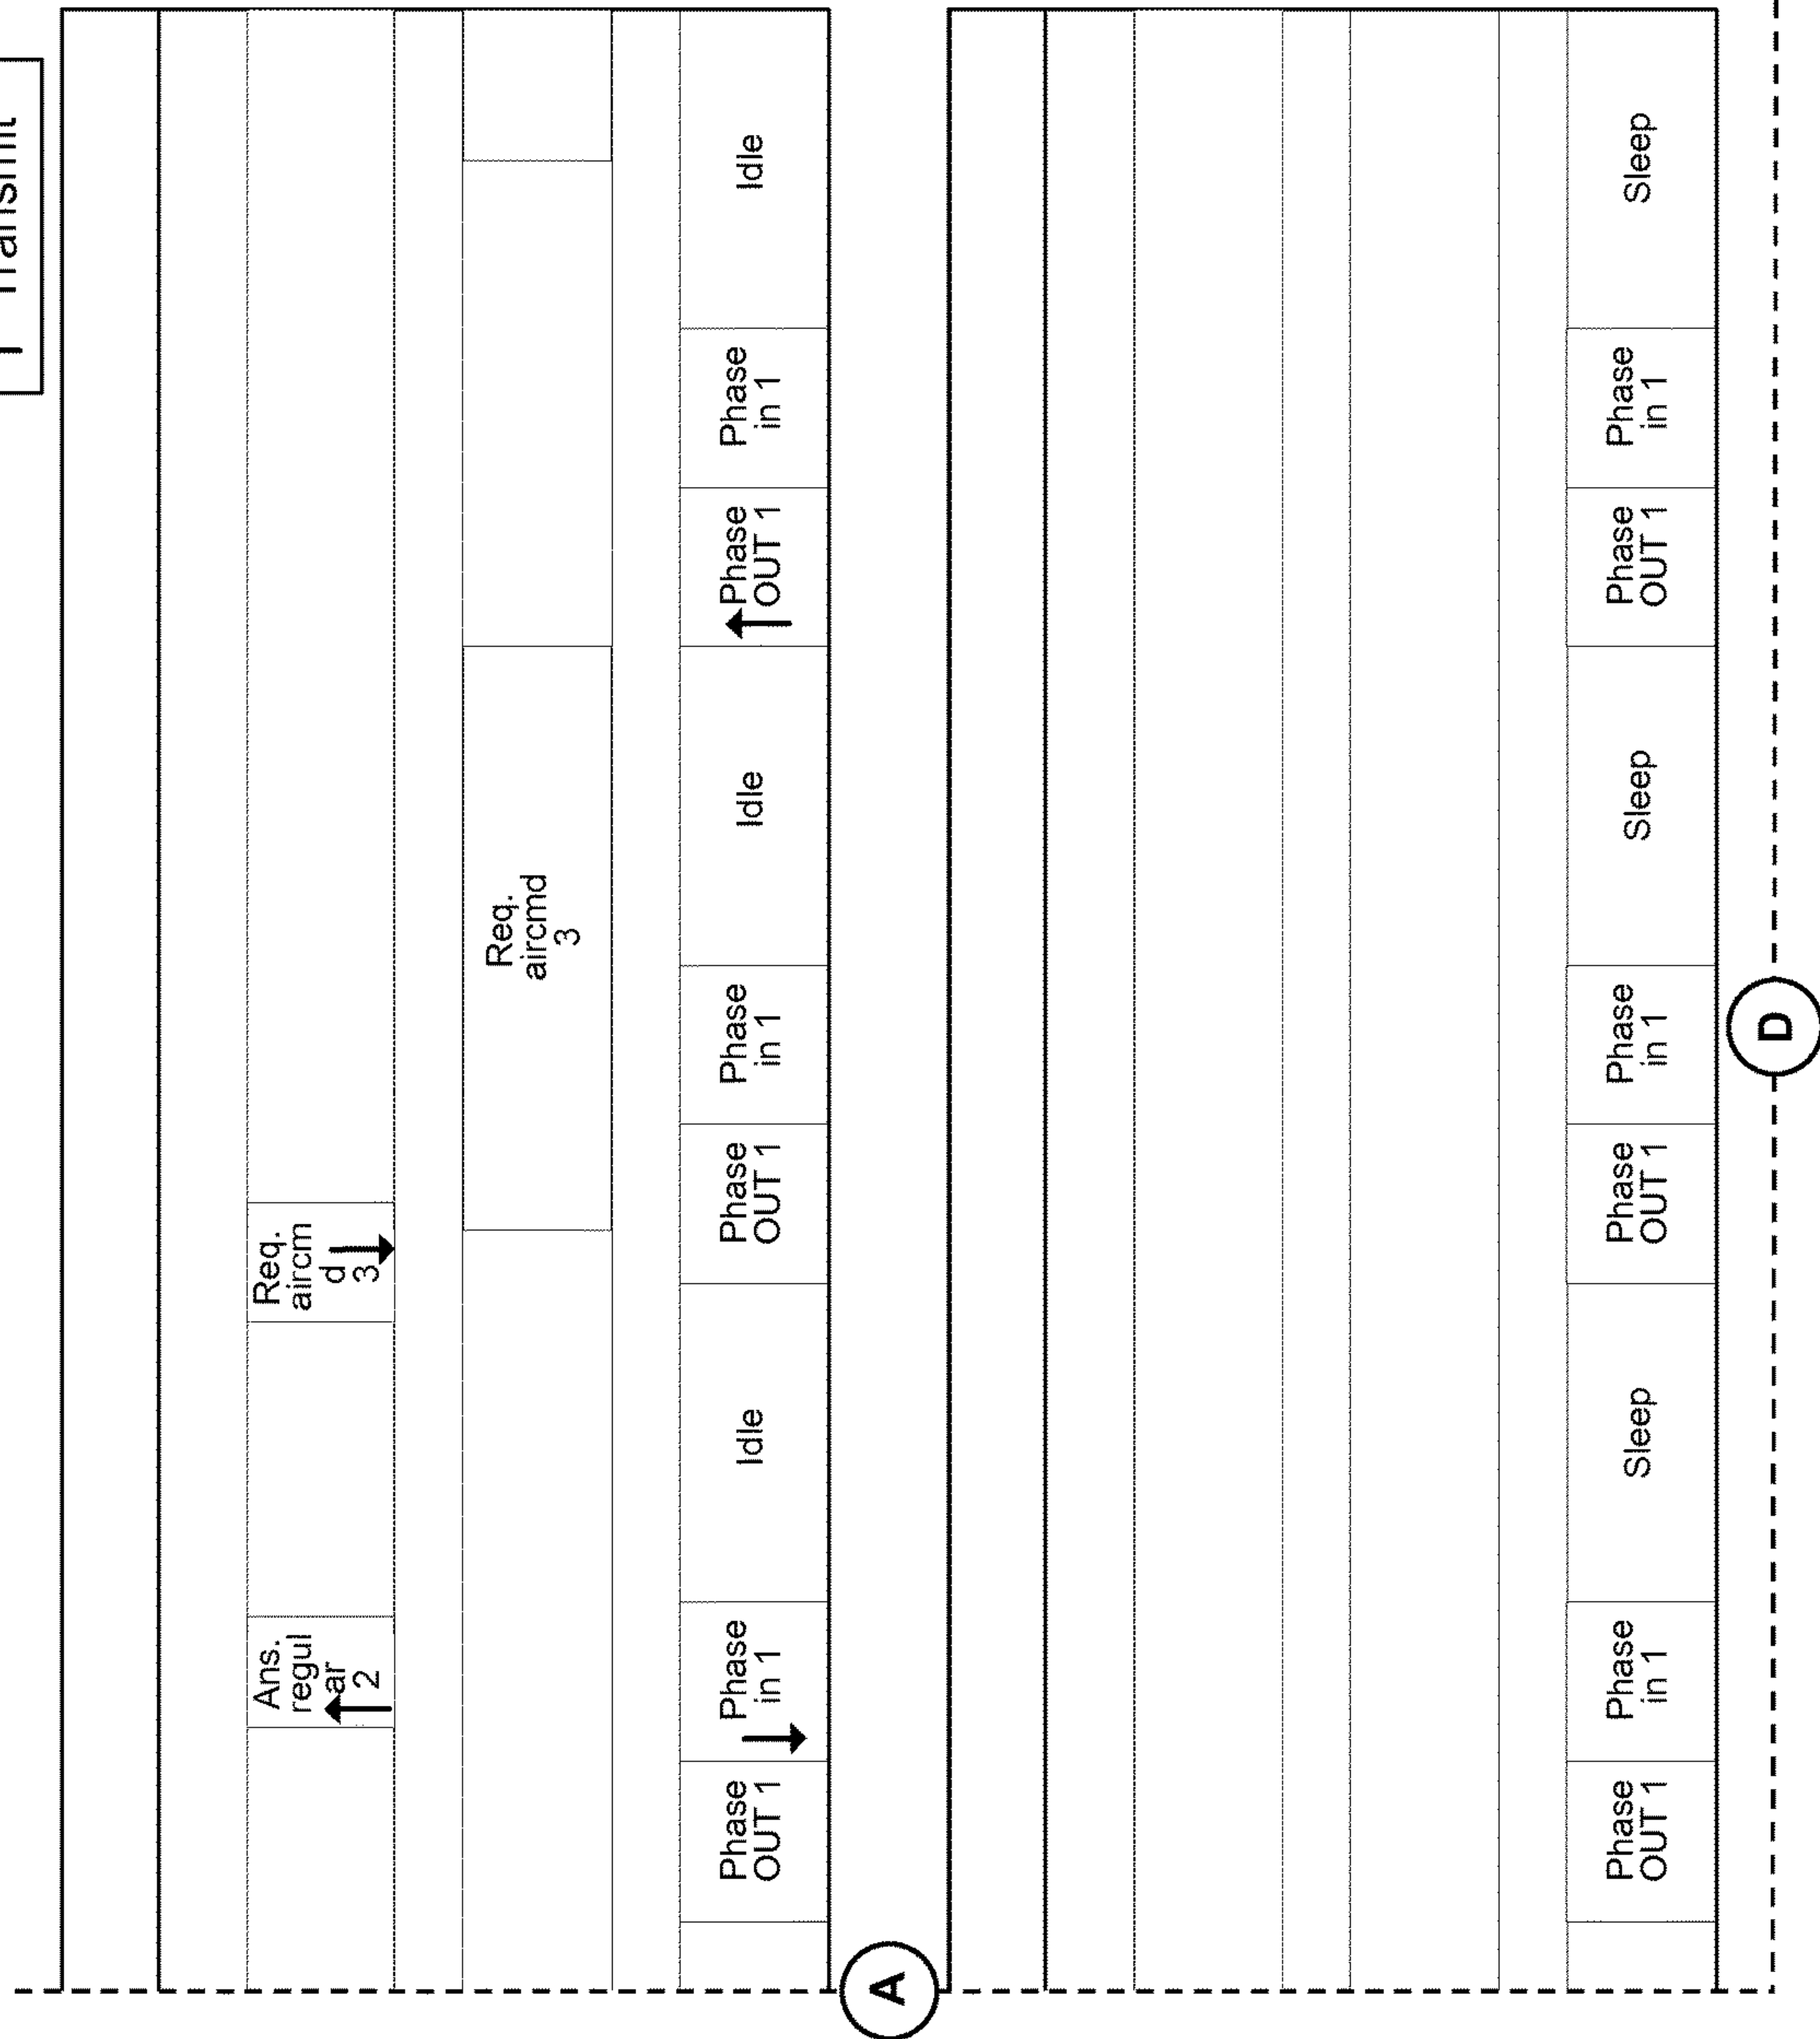 Transmit
Ans.
regul
ar
2
Req.
aircm
d
3
Req.
aircmd
3
Phase
OUT 1
Phase
in 1
Idle
Phase
OUT 1
Phase
in 1
Idle
Phase
OUT 1
Phase
in 1
Idle
A
Phase
OUT 1
Phase
in 1
Sleep
Phase
OUT 1
Phase
in 1
Sleep
Phase
OUT 1
Phase
in 1
Sleep
D